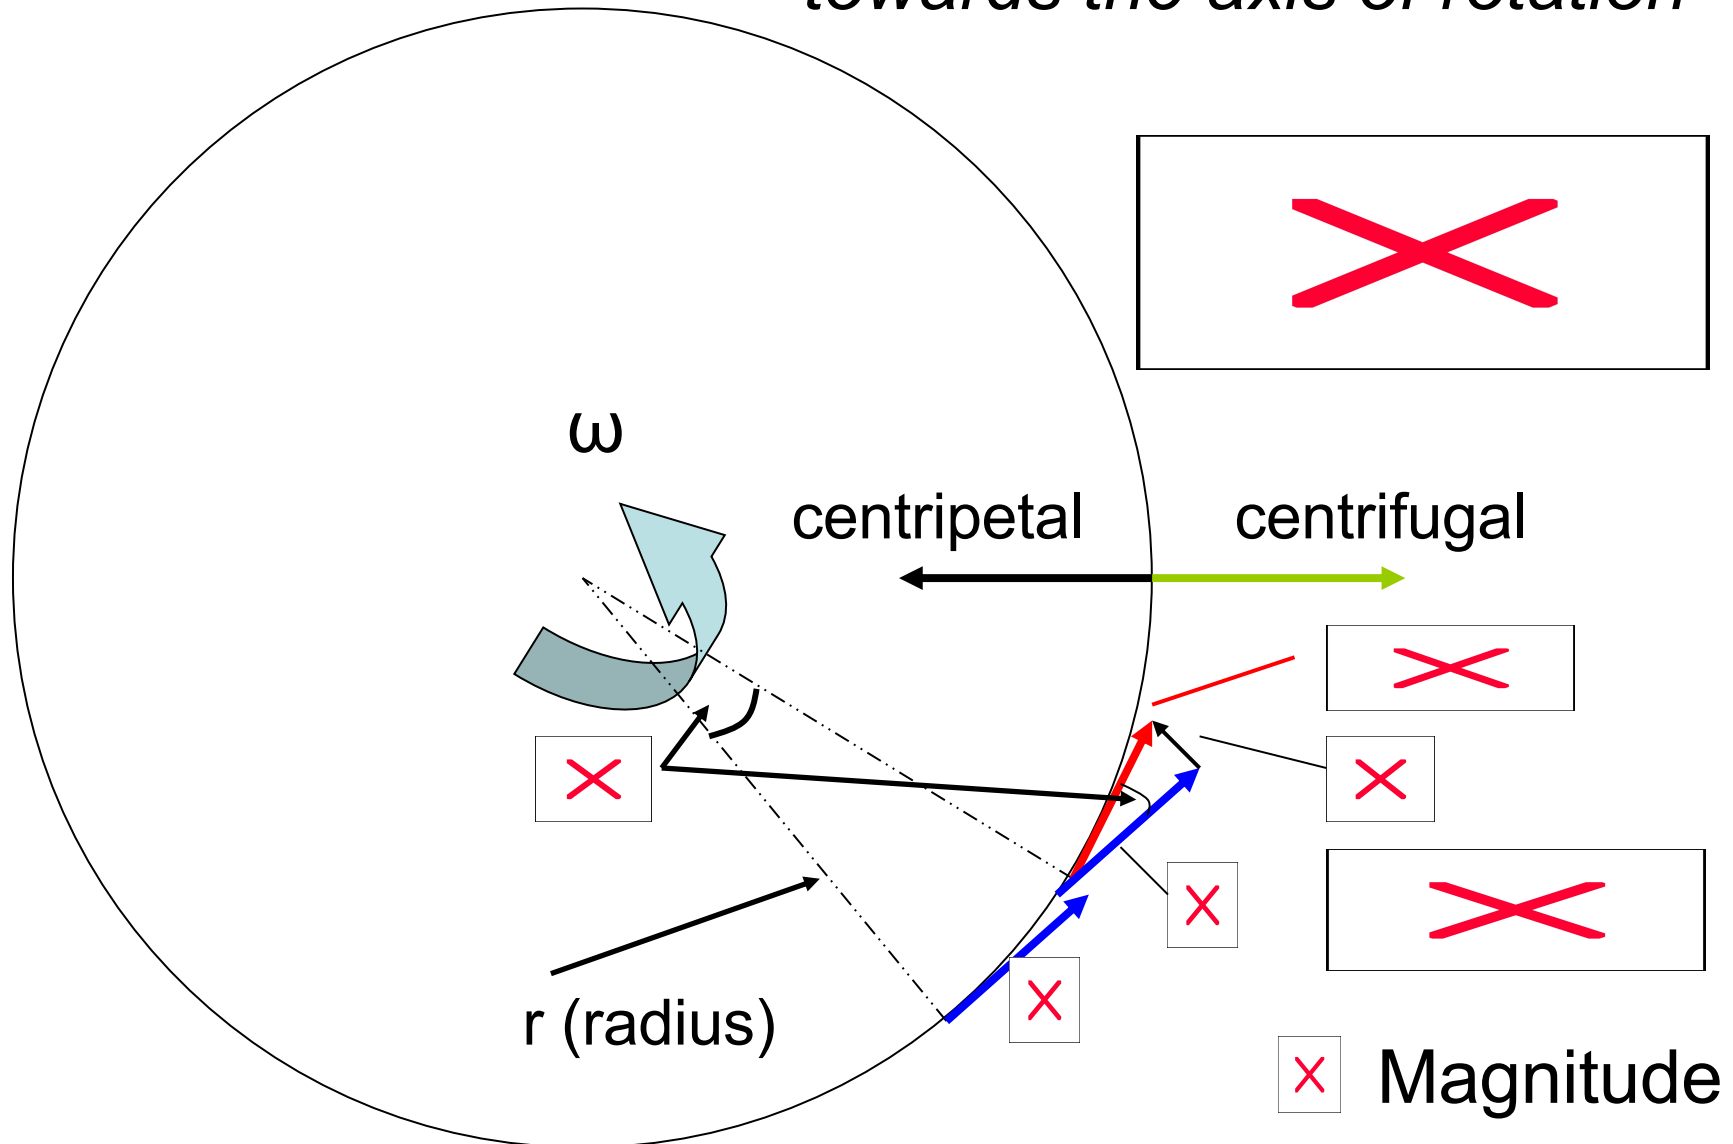 towards the axis of rotation
ω
centripetal
centrifugal
r (radius)
Magnitude